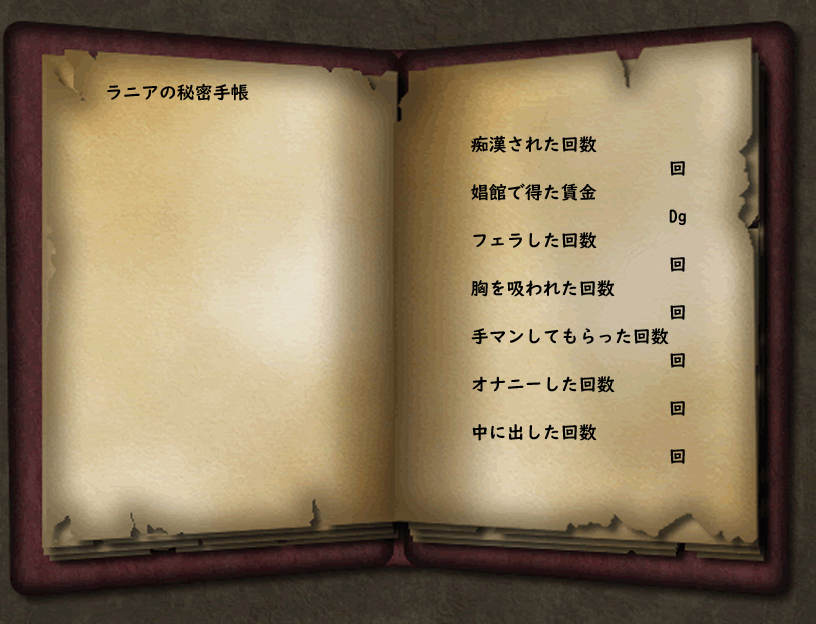 ラニアの秘密手帳
痴漢された回数
回
娼館で得た賃金
Dg
フェラした回数
回
胸を吸われた回数
回
手マンしてもらった回数
回
オナニーした回数
回
中に出した回数
回